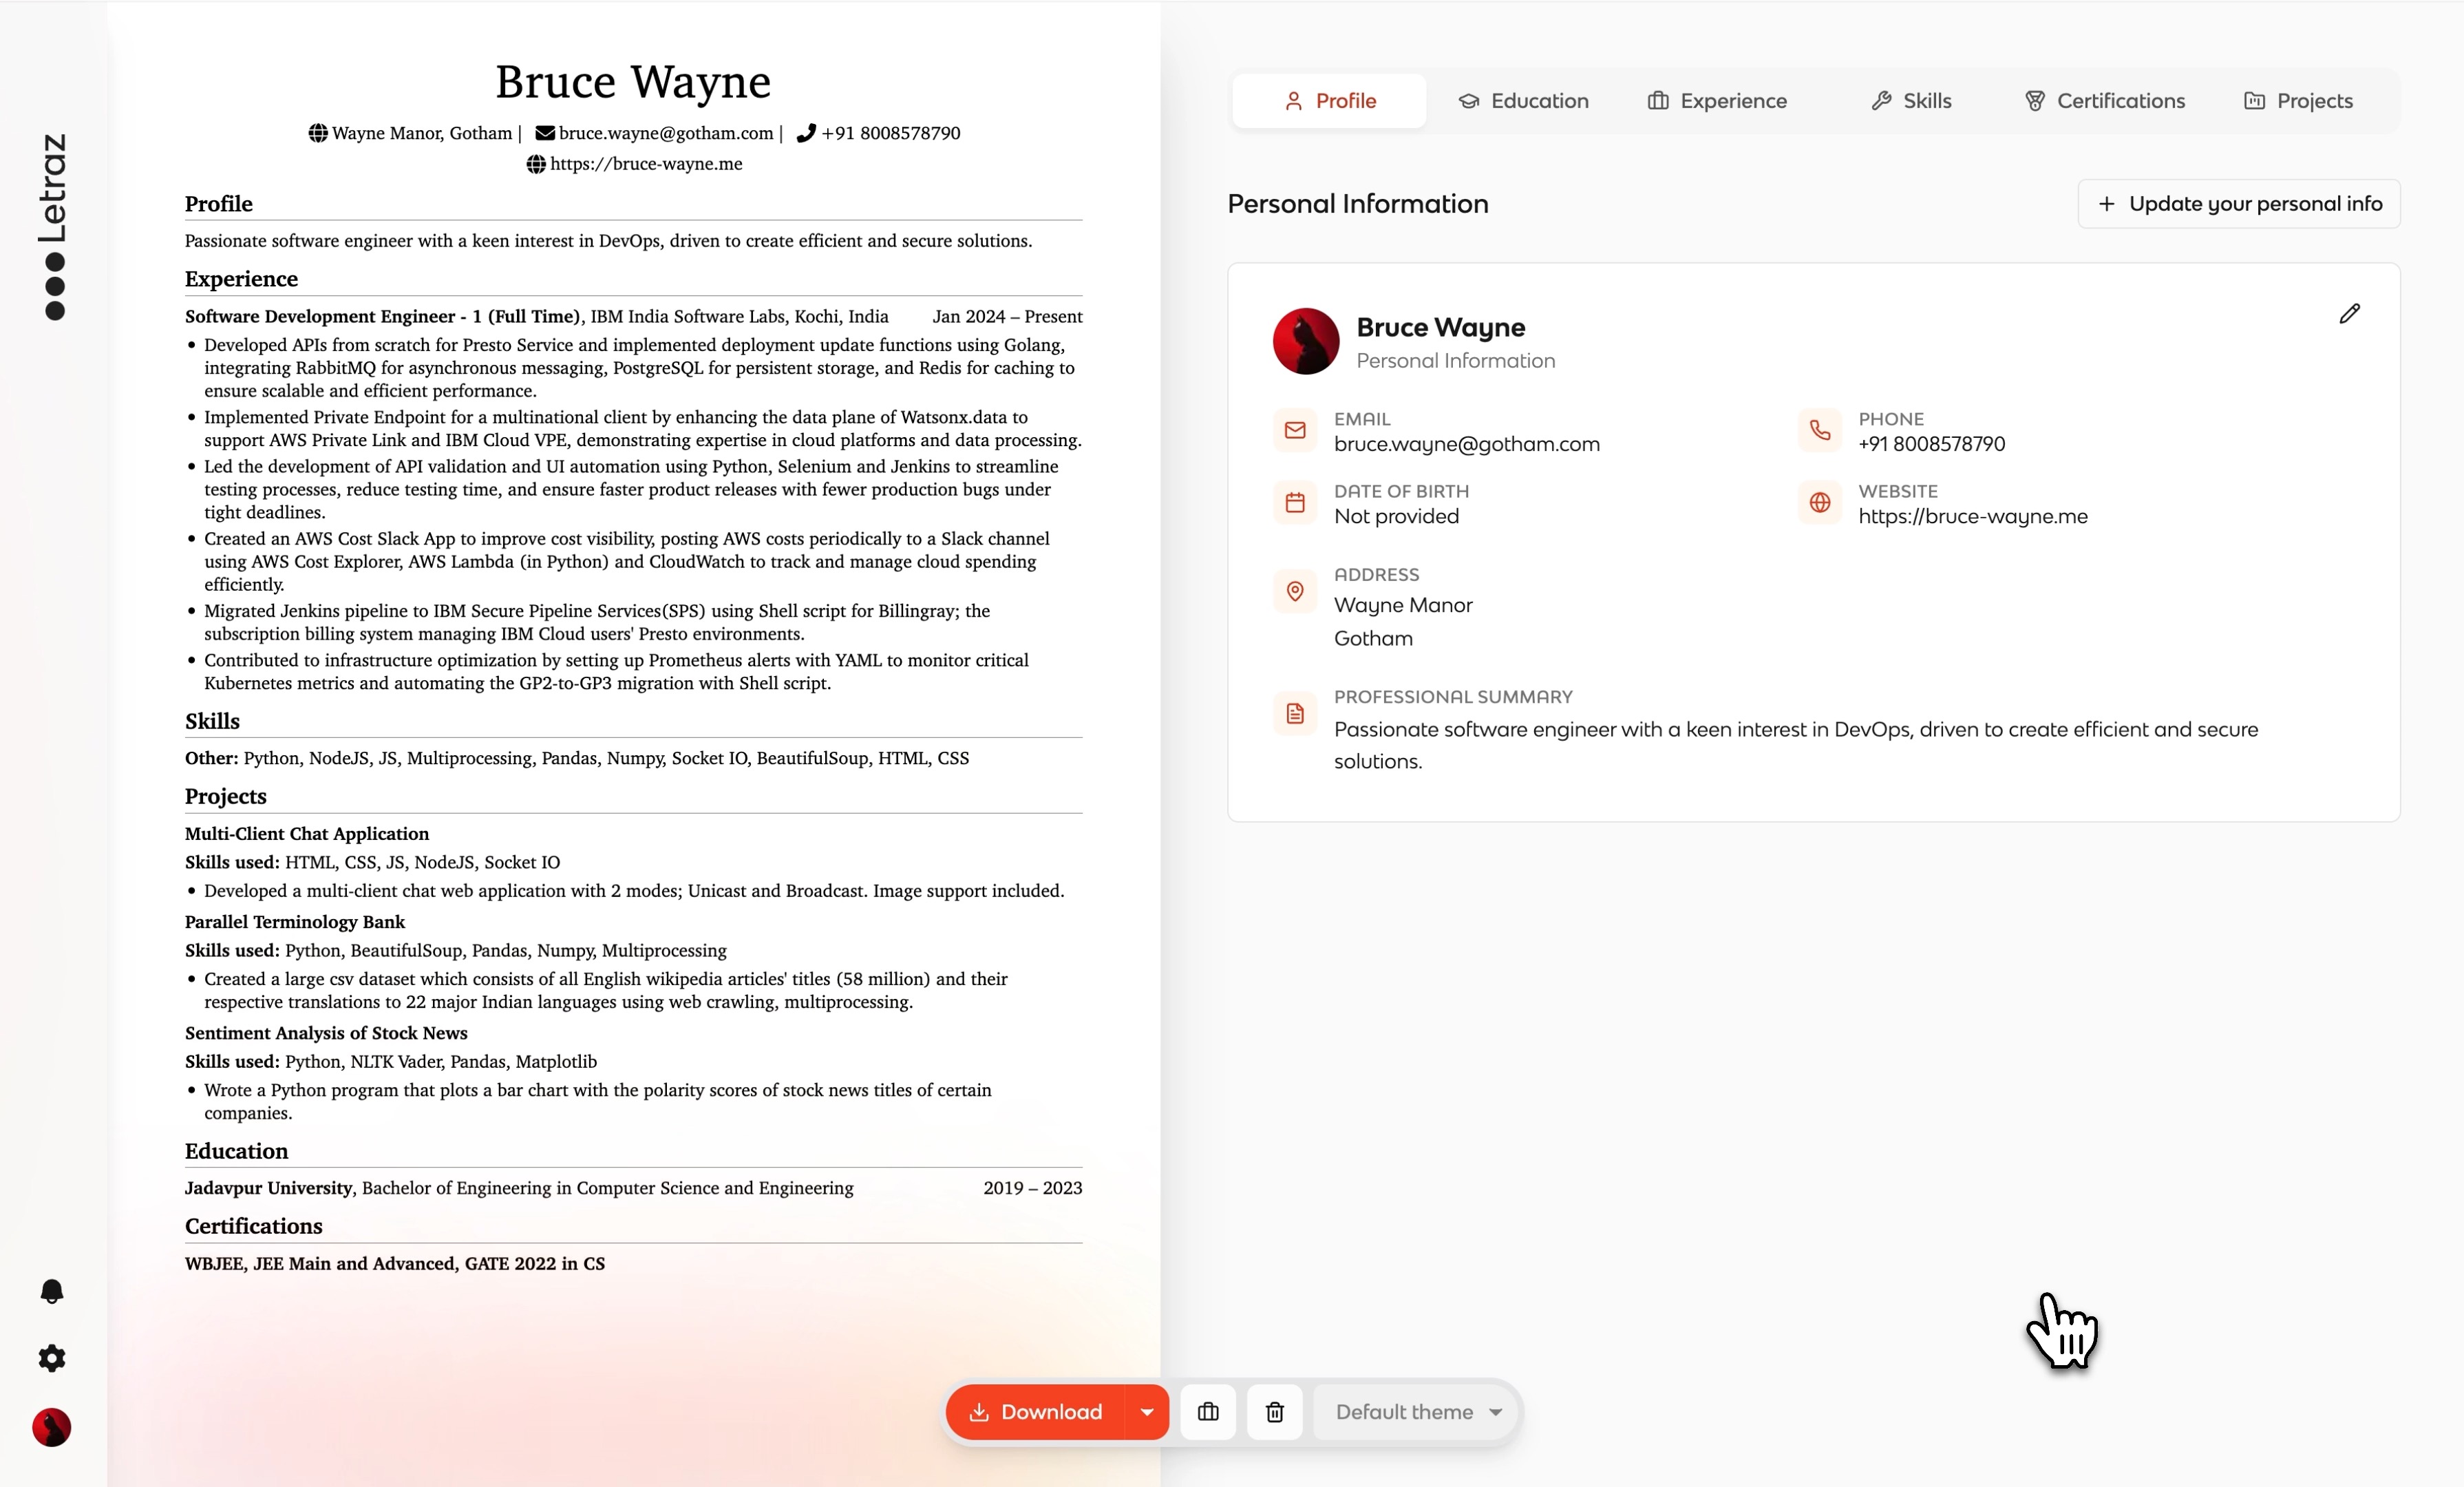 Letraz
Bruce Wayne
Wayne Manor, Gotham | bruce.wayne@gotham.com | +91 8008578790
https://bruce-wayne.me
Profile
Passionate software engineer with a keen interest in DevOps, driven to create efficient and secure solutions.
Experience
Software Development Engineer - 1 (Full Time), IBM India Software Labs, Kochi, India Jan 2024 – Present
• Developed APIs from scratch for Presto Service and implemented deployment update functions using Golang,
integrating RabbitMQ for asynchronous messaging, PostgreSQL for persistent storage, and Redis for caching to
ensure scalable and efficient performance.
• Implemented Private Endpoint for a multinational client by enhancing the data plane of Watsonx.data to
support AWS Private Link and IBM Cloud VPE, demonstrating expertise in cloud platforms and data processing.
• Led the development of API validation and UI automation using Python, Selenium and Jenkins to streamline
testing processes, reduce testing time, and ensure faster product releases with fewer production bugs under
tight deadlines.
• Created an AWS Cost Slack App to improve cost visibility, posting AWS costs periodically to a Slack channel
using AWS Cost Explorer, AWS Lambda (in Python) and CloudWatch to track and manage cloud spending
efficiently.
• Migrated Jenkins pipeline to IBM Secure Pipeline Services(SPS) using Shell script for Billingray; the
subscription billing system managing IBM Cloud users' Presto environments.
• Contributed to infrastructure optimization by setting up Prometheus alerts with YAML to monitor critical
Kubernetes metrics and automating the GP2-to-GP3 migration with Shell script.
Skills
Other: Python, NodeJS, JS, Multiprocessing, Pandas, Numpy, Socket IO, BeautifulSoup, HTML, CSS
Projects
Multi-Client Chat Application
Skills used: HTML, CSS, JS, NodeJS, Socket IO
• Developed a multi-client chat web application with 2 modes; Unicast and Broadcast. Image support included.
Parallel Terminology Bank
Skills used: Python, BeautifulSoup, Pandas, Numpy, Multiprocessing
• Created a large csv dataset which consists of all English wikipedia articles' titles (58 million) and their
respective translations to 22 major Indian languages using web crawling, multiprocessing.
Sentiment Analysis of Stock News
Skills used: Python, NLTK Vader, Pandas, Matplotlib
• Wrote a Python program that plots a bar chart with the polarity scores of stock news titles of certain
companies.
Education
Jadavpur University, Bachelor of Engineering in Computer Science and Engineering 2019 – 2023
Certifications
WBJEE, JEE Main and Advanced, GATE 2022 in CS
Profile Education Experience Skills Certifications Projects
Personal Information
+ Update your personal info
Bruce Wayne
Personal Information
EMAIL
bruce.wayne@gotham.com
PHONE
+91 8008578790
DATE OF BIRTH
Not provided
WEBSITE
https://bruce-wayne.me
ADDRESS
Wayne Manor
Gotham
PROFESSIONAL SUMMARY
Passionate software engineer with a keen interest in DevOps, driven to create efficient and secure
solutions.
Download
Default theme